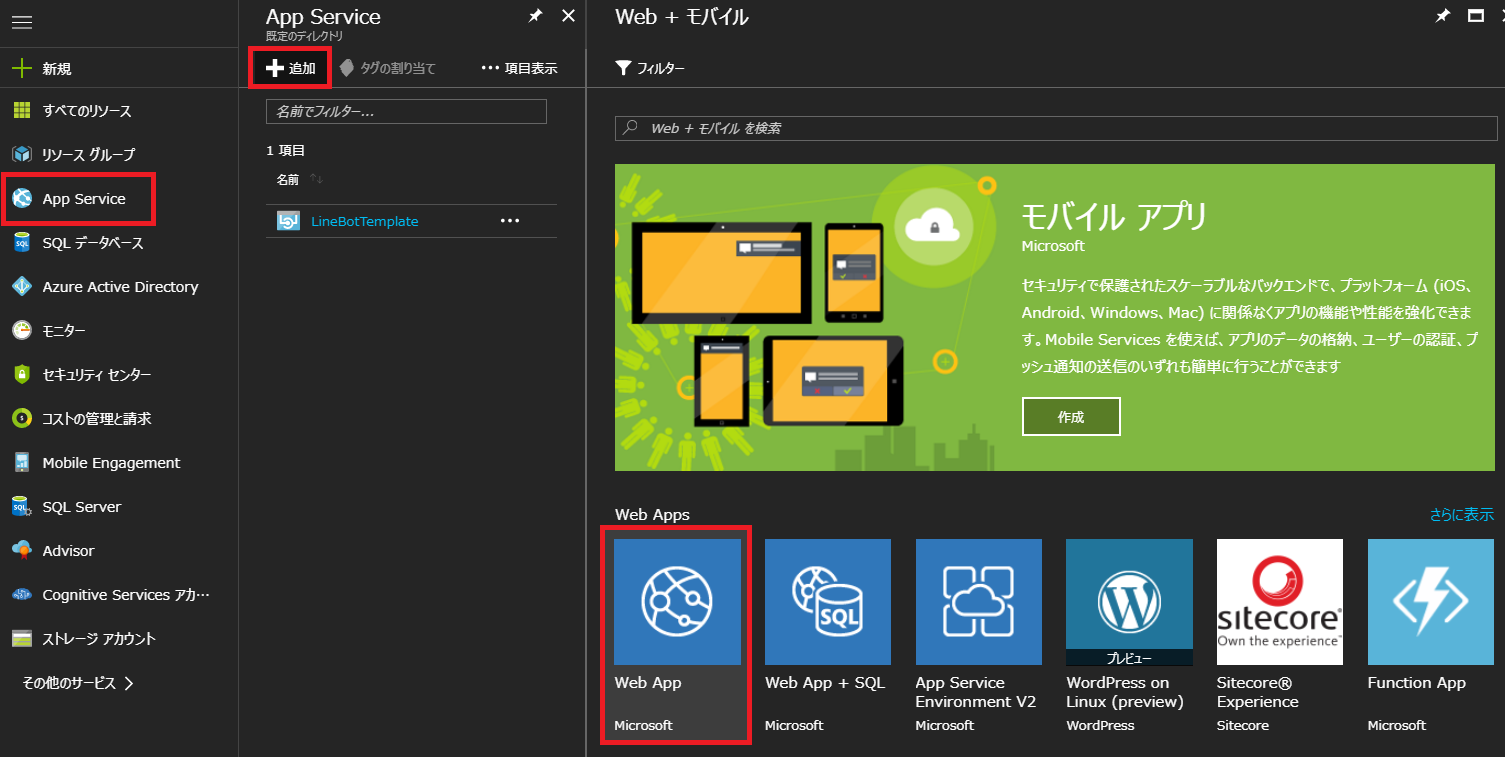 新規
すべてのリソース
リソース グループ
App Service
SQL データベース
Azure Active Directory
モニター
セキュリティ センター
コストの管理と請求
Mobile Engagement
SQL Server
Advisor
Cognitive Services アカ…
ストレージ アカウント
その他のサービス
App Service
既定のディレクトリ
追加
タグの割り当て
項目表示
名前でフィルター...
1 項目
名前
LineBotTemplate
Web + モバイル
フィルター
Web + モバイル を検索
モバイル アプリ
Microsoft
セキュリティで保護されたスケーラブルなバックエンドで、プラットフォーム (iOS、
Android、Windows、Mac) に関係なくアプリの機能や性能を強化できま
す。Mobile Services を使えば、アプリのデータの格納、ユーザーの認証、プ
ッシュ通知の送信のいずれも簡単に行うことができます
作成
Web Apps
さらに表示
Web App
Microsoft
SQL
Web App + SQL
Microsoft
App Service
Environment V2
Microsoft
プレビュー
WordPress on
Linux (preview)
WordPress
sitecore
Own the experience™
Sitecore®
Experience
Sitecore
Function App
Microsoft